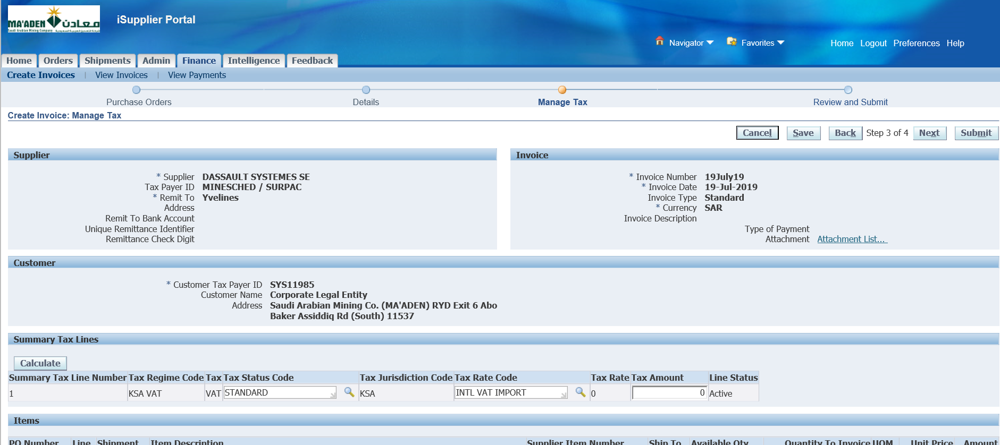 MA'ADEN معادن
Saudi Arabian Mining Company شركة التعدين العربية السعودية
iSupplier Portal
Navigator Favorites Home Logout Preferences Help
Home Orders Shipments Admin Finance Intelligence Feedback
Create Invoices | View Invoices | View Payments
Purchase Orders Details Manage Tax Review and Submit
Create Invoice: Manage Tax
Cancel Save Back Step 3 of 4 Next Submit
Supplier
* Supplier DASSAULT SYSTEMES SE
Tax Payer ID MINESCHED / SURPAC
* Remit To Yvelines
Address
Remit To Bank Account
Unique Remittance Identifier
Remittance Check Digit
Invoice
* Invoice Number 19July19
* Invoice Date 19-Jul-2019
Invoice Type Standard
* Currency SAR
Invoice Description
Type of Payment
Attachment Attachment List...
Customer
* Customer Tax Payer ID SYS11985
Customer Name Corporate Legal Entity
Address Saudi Arabian Mining Co. (MA'ADEN) RYD Exit 6 Abo
Baker Assiddiq Rd (South) 11537
Summary Tax Lines
Calculate
Summary Tax Line Number Tax Regime Code Tax Tax Status Code Tax Jurisdiction Code Tax Rate Code Tax Rate Tax Amount Line Status
1 KSA VAT VAT STANDARD KSA INTL VAT IMPORT 0 0 Active
Items
PO Number Line Shipment Item Description Supplier Item Number Ship To Available Qty Quantity To Invoice UOM Unit Price Amount